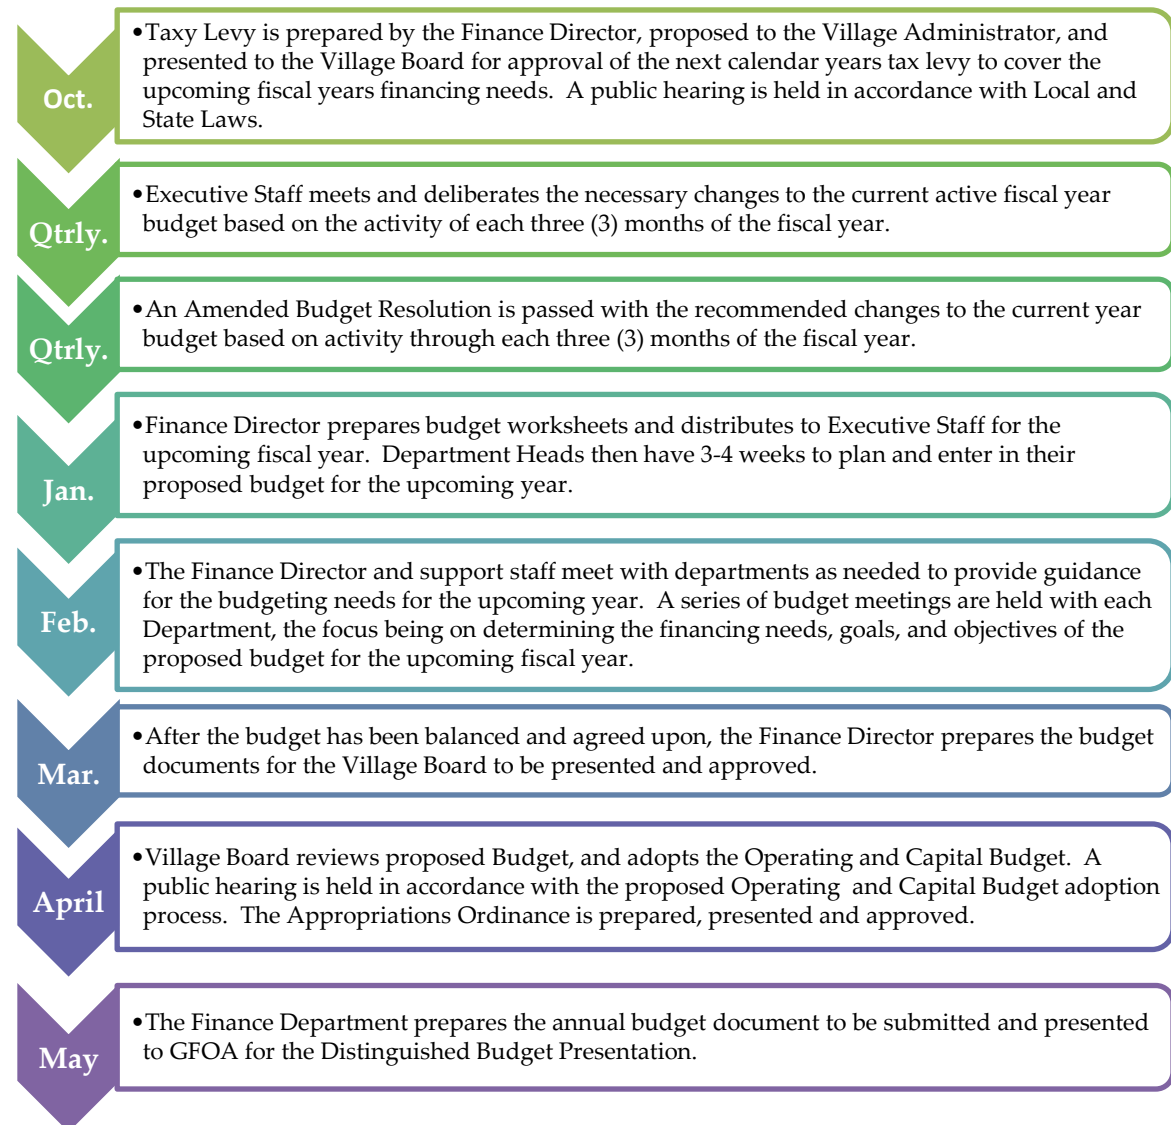 Oct.
•Taxy Levy is prepared by the Finance Director, proposed to the Village Administrator, and
presented to the Village Board for approval of the next calendar years tax levy to cover the
upcoming fiscal years financing needs.  A public hearing is held in accordance with Local and
State Laws.
Qtrly.
•Executive Staff meets and deliberates the necessary changes to the current active fiscal year
budget based on the activity of each three (3) months of the fiscal year.
Qtrly.
•An Amended Budget Resolution is passed with the recommended changes to the current year
budget based on activity through each three (3) months of the fiscal year.
Jan.
•Finance Director prepares budget worksheets and distributes to Executive Staff for the
upcoming fiscal year.  Department Heads then have 3-4 weeks to plan and enter in their
proposed budget for the upcoming year.
Feb.
•The Finance Director and support staff meet with departments as needed to provide guidance
for the budgeting needs for the upcoming year.  A series of budget meetings are held with each
Department, the focus being on determining the financing needs, goals, and objectives of the
proposed budget for the upcoming fiscal year.
Mar.
•After the budget has been balanced and agreed upon, the Finance Director prepares the budget
documents for the Village Board to be presented and approved.
April
•Village Board reviews proposed Budget, and adopts the Operating and Capital Budget.  A
public hearing is held in accordance with the proposed Operating  and Capital Budget adoption
process.  The Appropriations Ordinance is prepared, presented and approved.
May
•The Finance Department prepares the annual budget document to be submitted and presented
to GFOA for the Distinguished Budget Presentation.